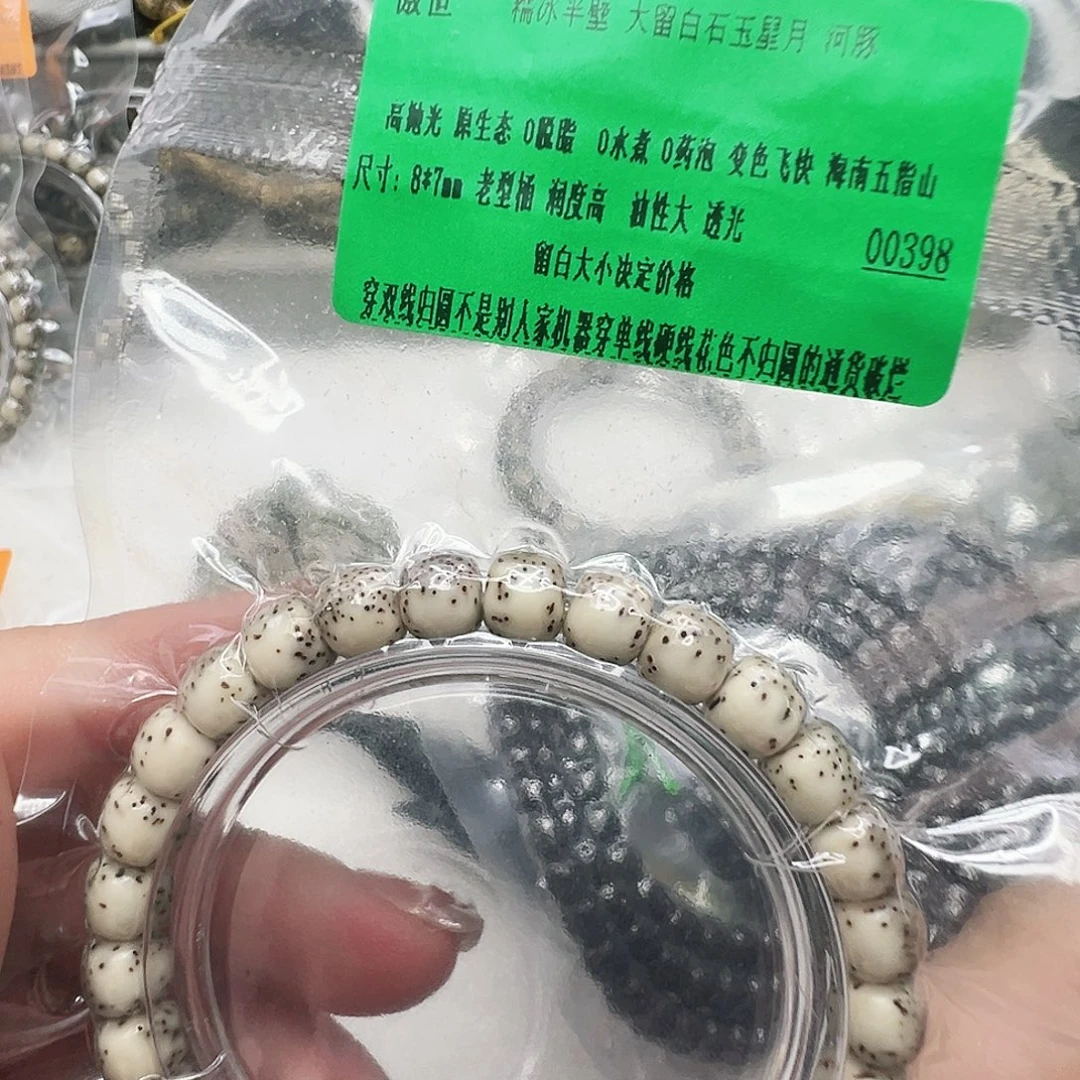 糯冰半壁 大留白石玉星月 河豚
高抛光 原生态 0脱脂 0水煮 0药泡 变色飞快 海南五指山
尺寸：8*7mm 老型桶 润度高 油性大 透光
00398
留白大小决定价格
穿双线归圆不是别人家机器穿单线硬线花色不归圆的通货破烂